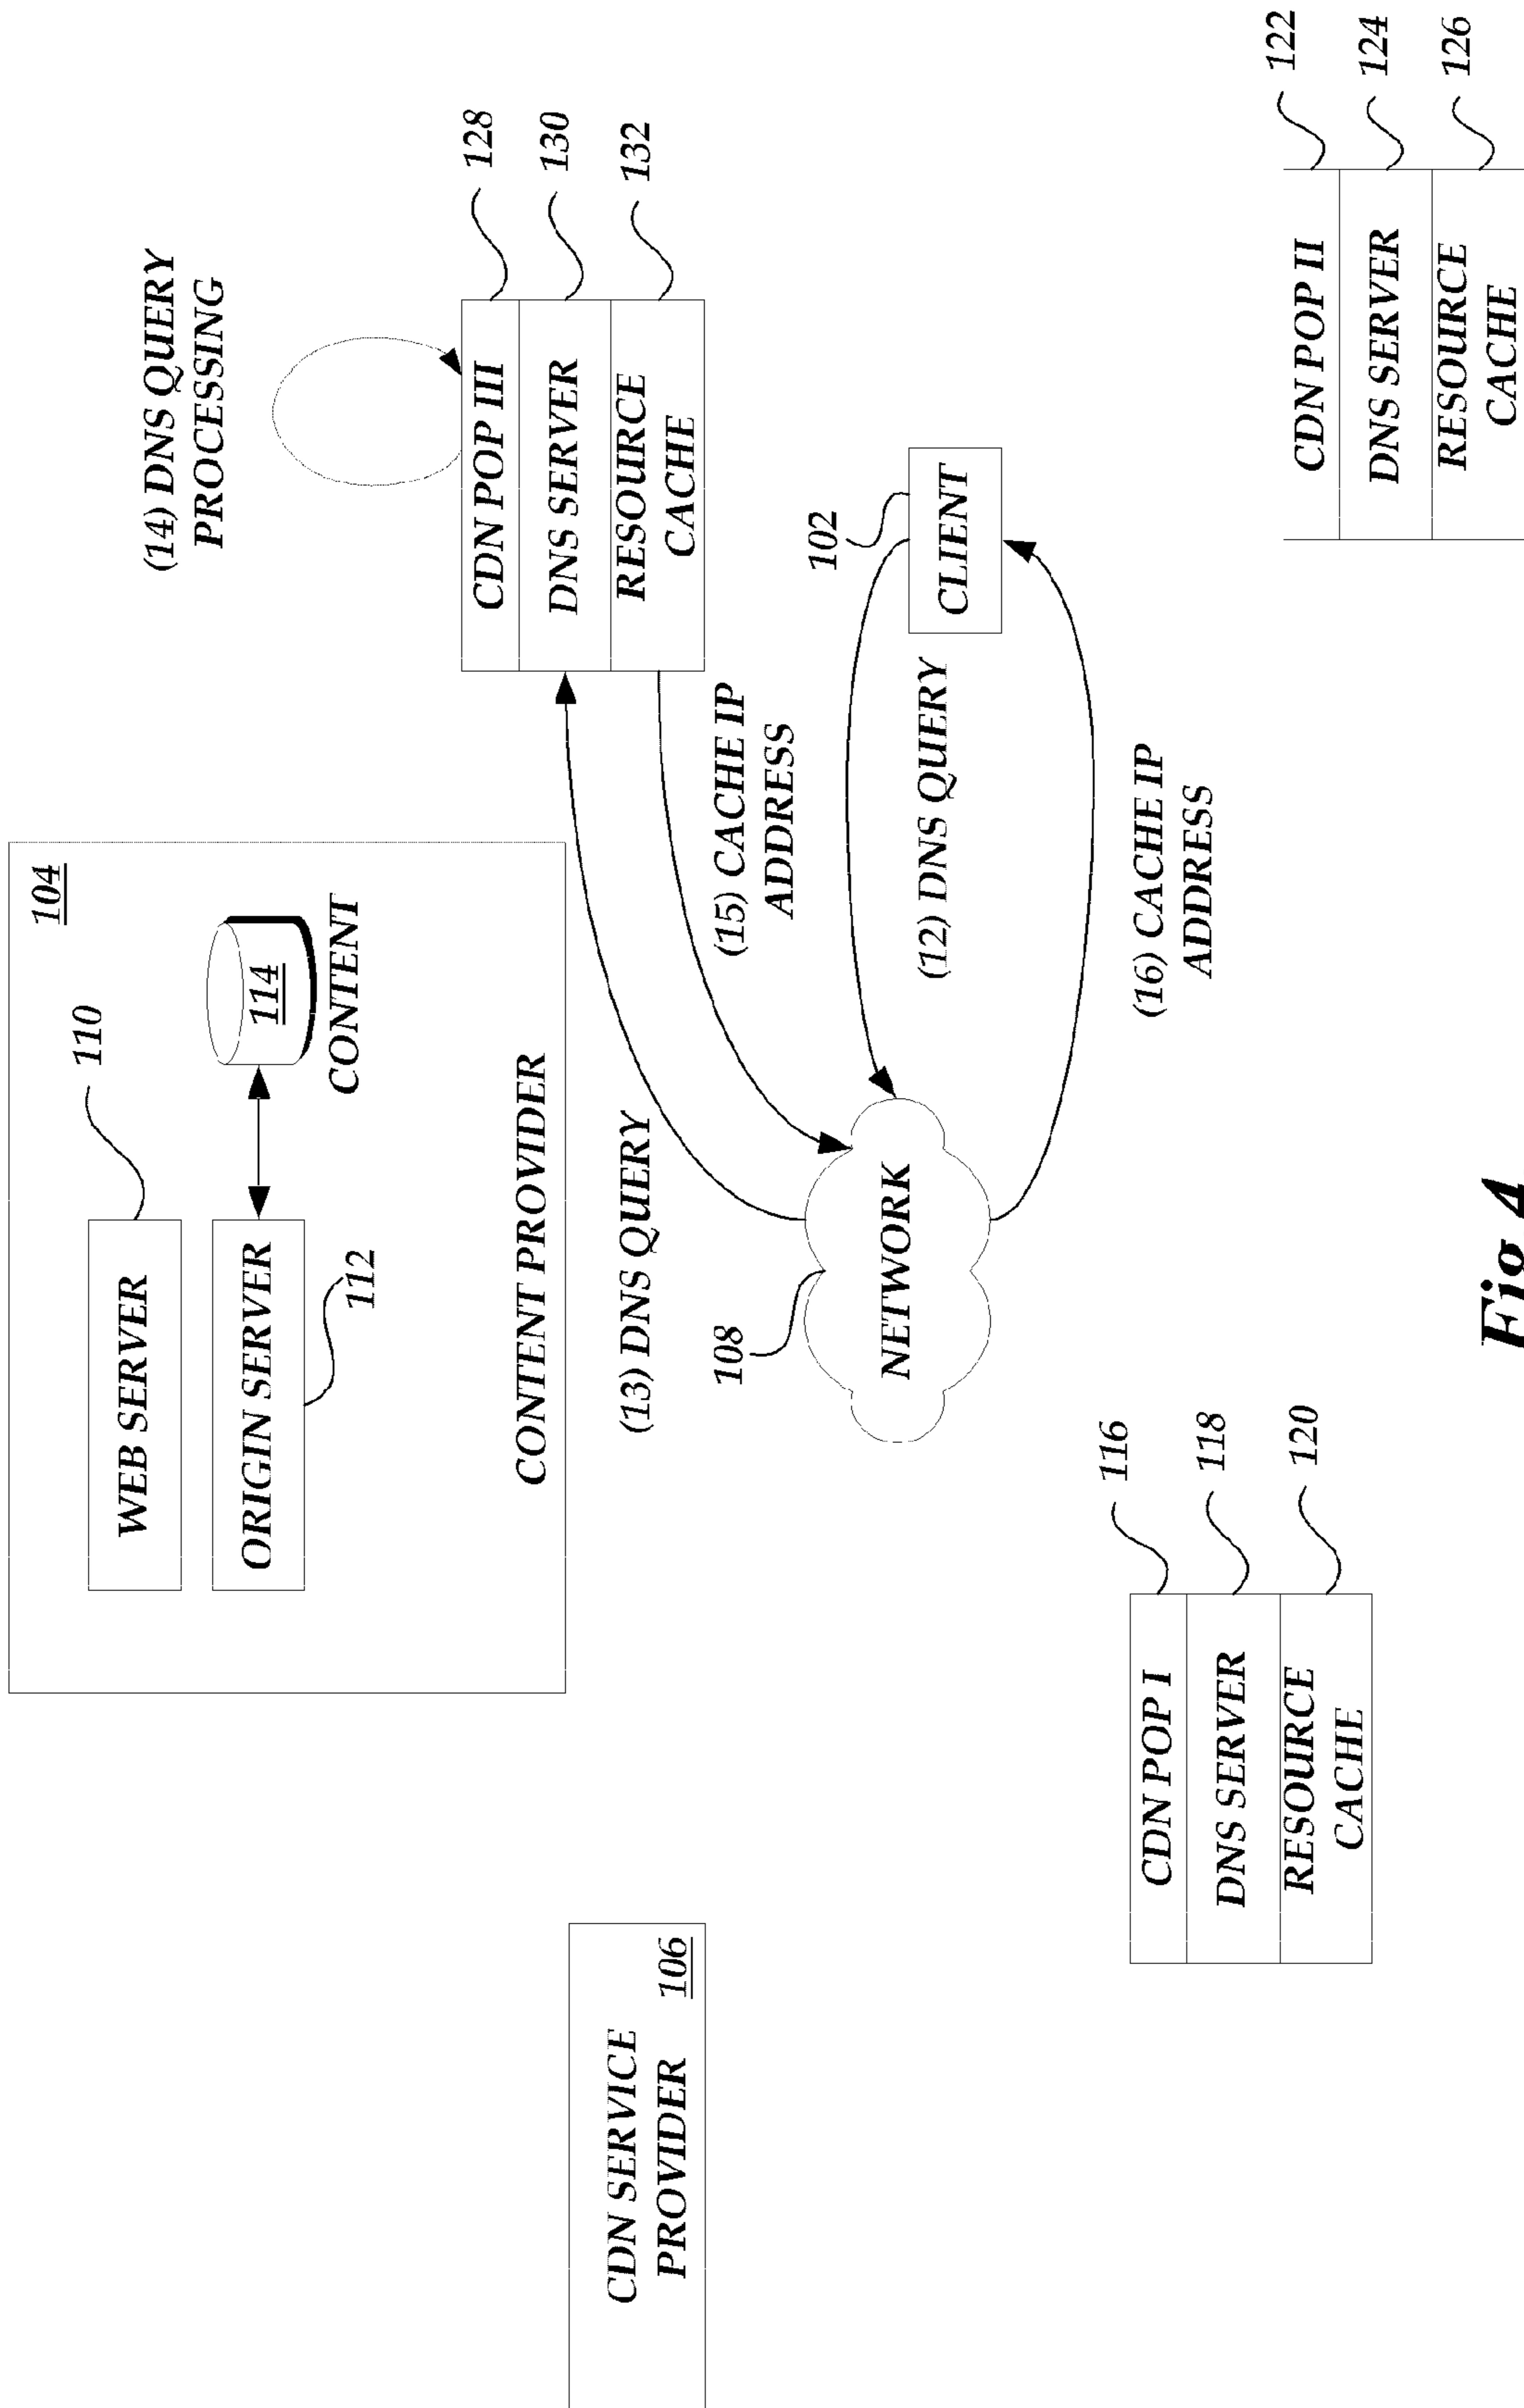 104
WEB SERVER
110
ORIGIN SERVER
112
114
CONTENT
CONTENT PROVIDER
(14) DNS QUERY
PROCESSING
CDN POP III
128
DNS SERVER
130
RESOURCE
CACHE
132
CDN SERVICE
PROVIDER
106
(13) DNS QUERY
(15) CACHE IP
ADDRESS
108
NETWORK
102
CLIENT
(12) DNS QUERY
(16) CACHE IP
ADDRESS
CDN POP I
116
DNS SERVER
118
RESOURCE
CACHE
120
CDN POP II
122
DNS SERVER
124
RESOURCE
CACHE
126
Fig.4.